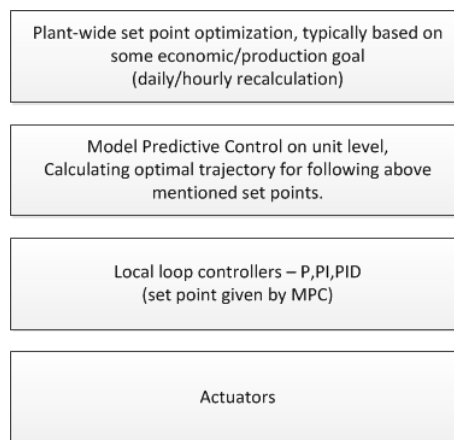 Plant-wide set point optimization, typically based on
some economic/production goal
(daily/hourly recalculation)
Model Predictive Control on unit level,
Calculating optimal trajectory for following above
mentioned set points.
Local loop controllers – P,PI,PID
(set point given by MPC)
Actuators